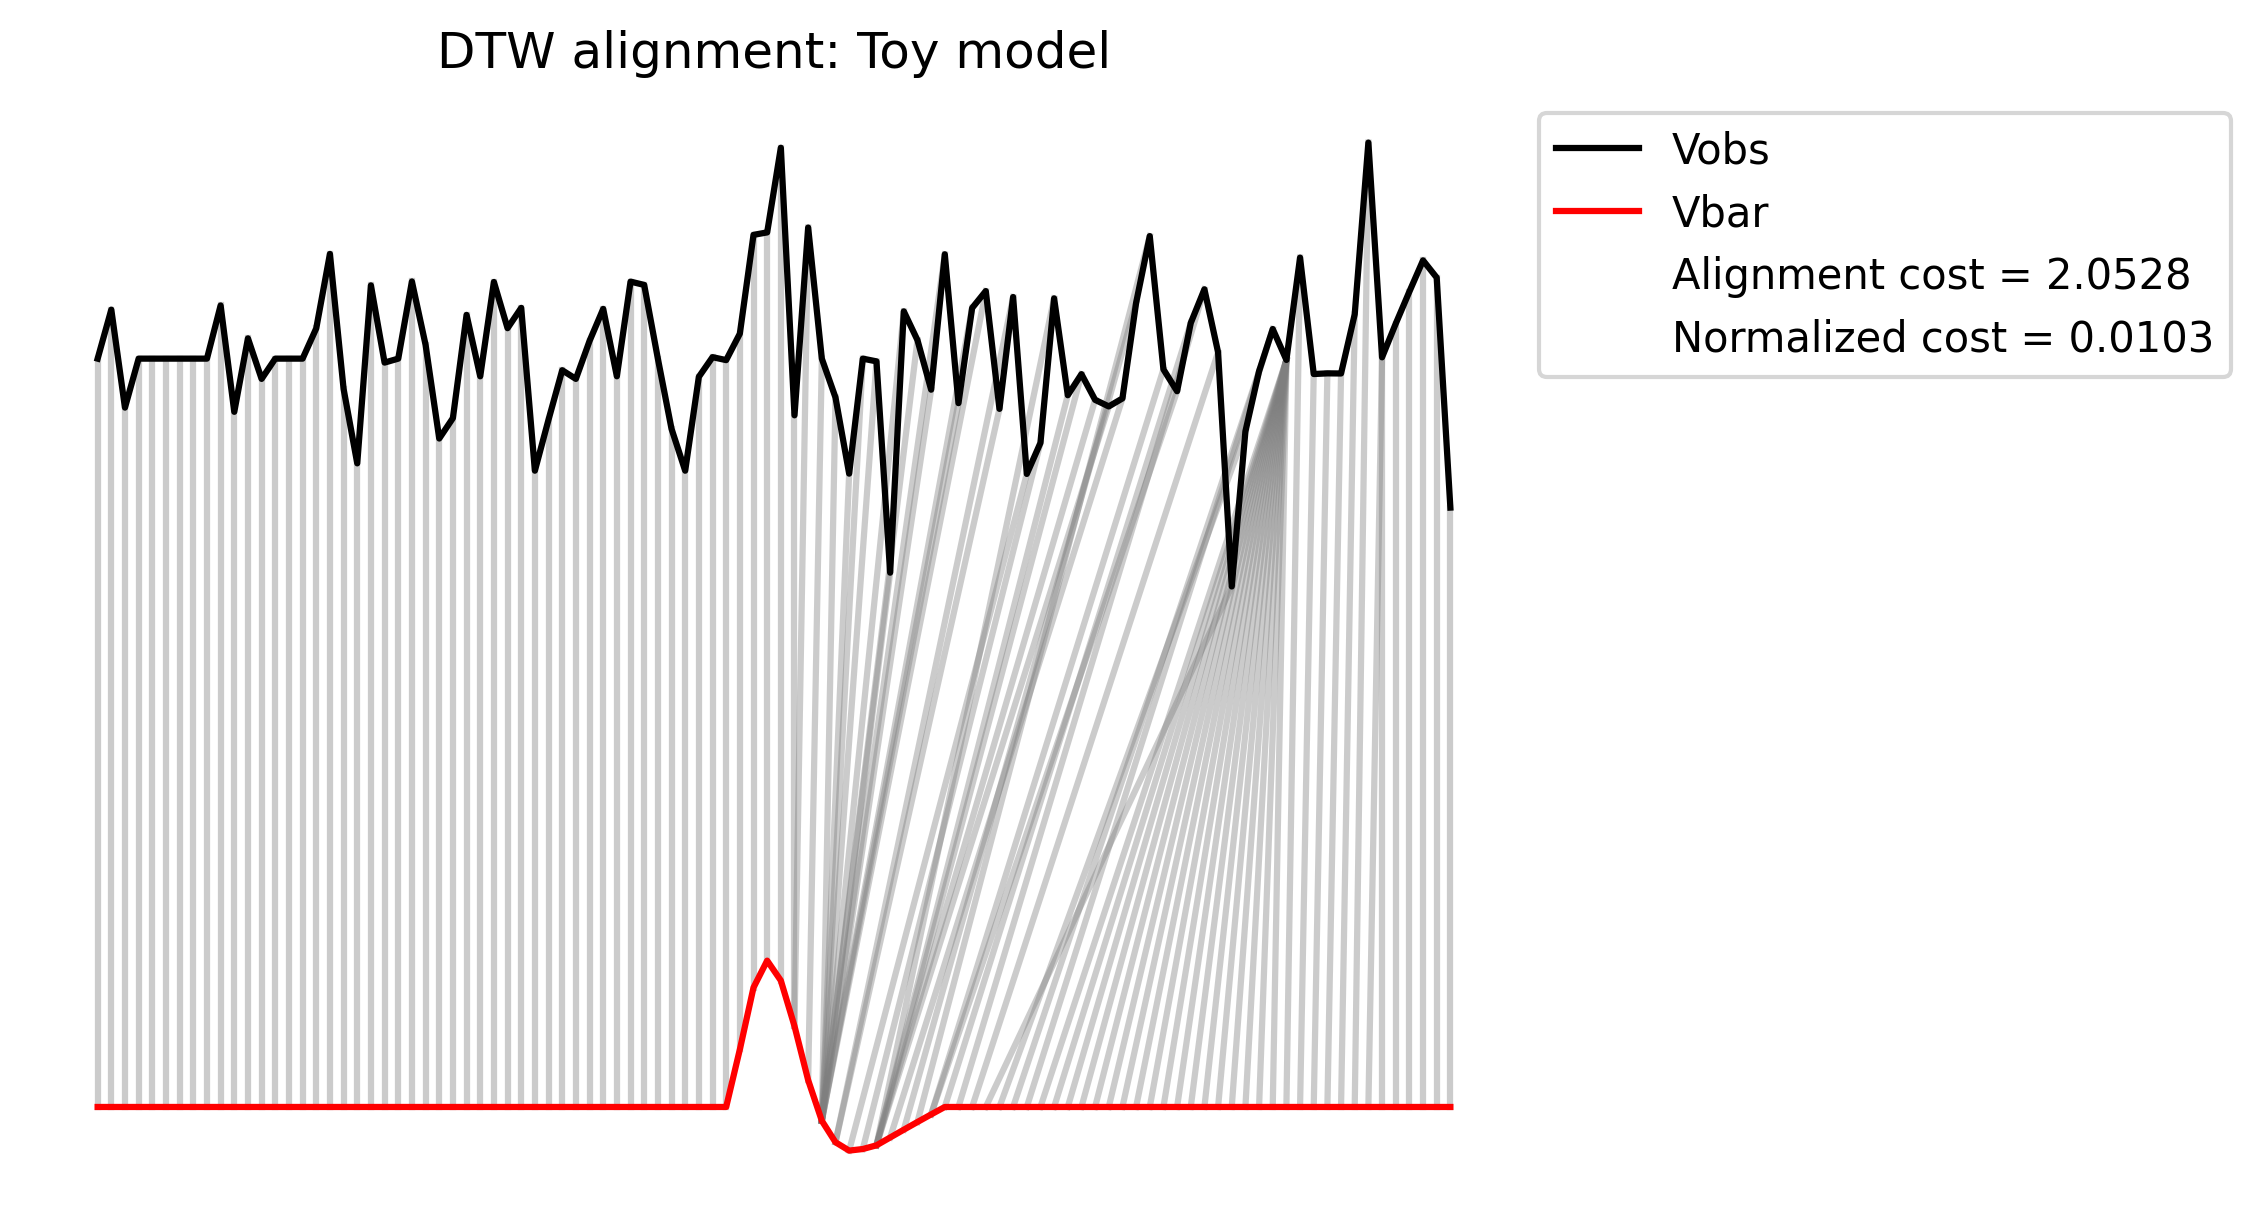 DTW alignment: Toy model
Vobs
Vbar
Alignment cost = 2.0528
Normalized cost = 0.0103